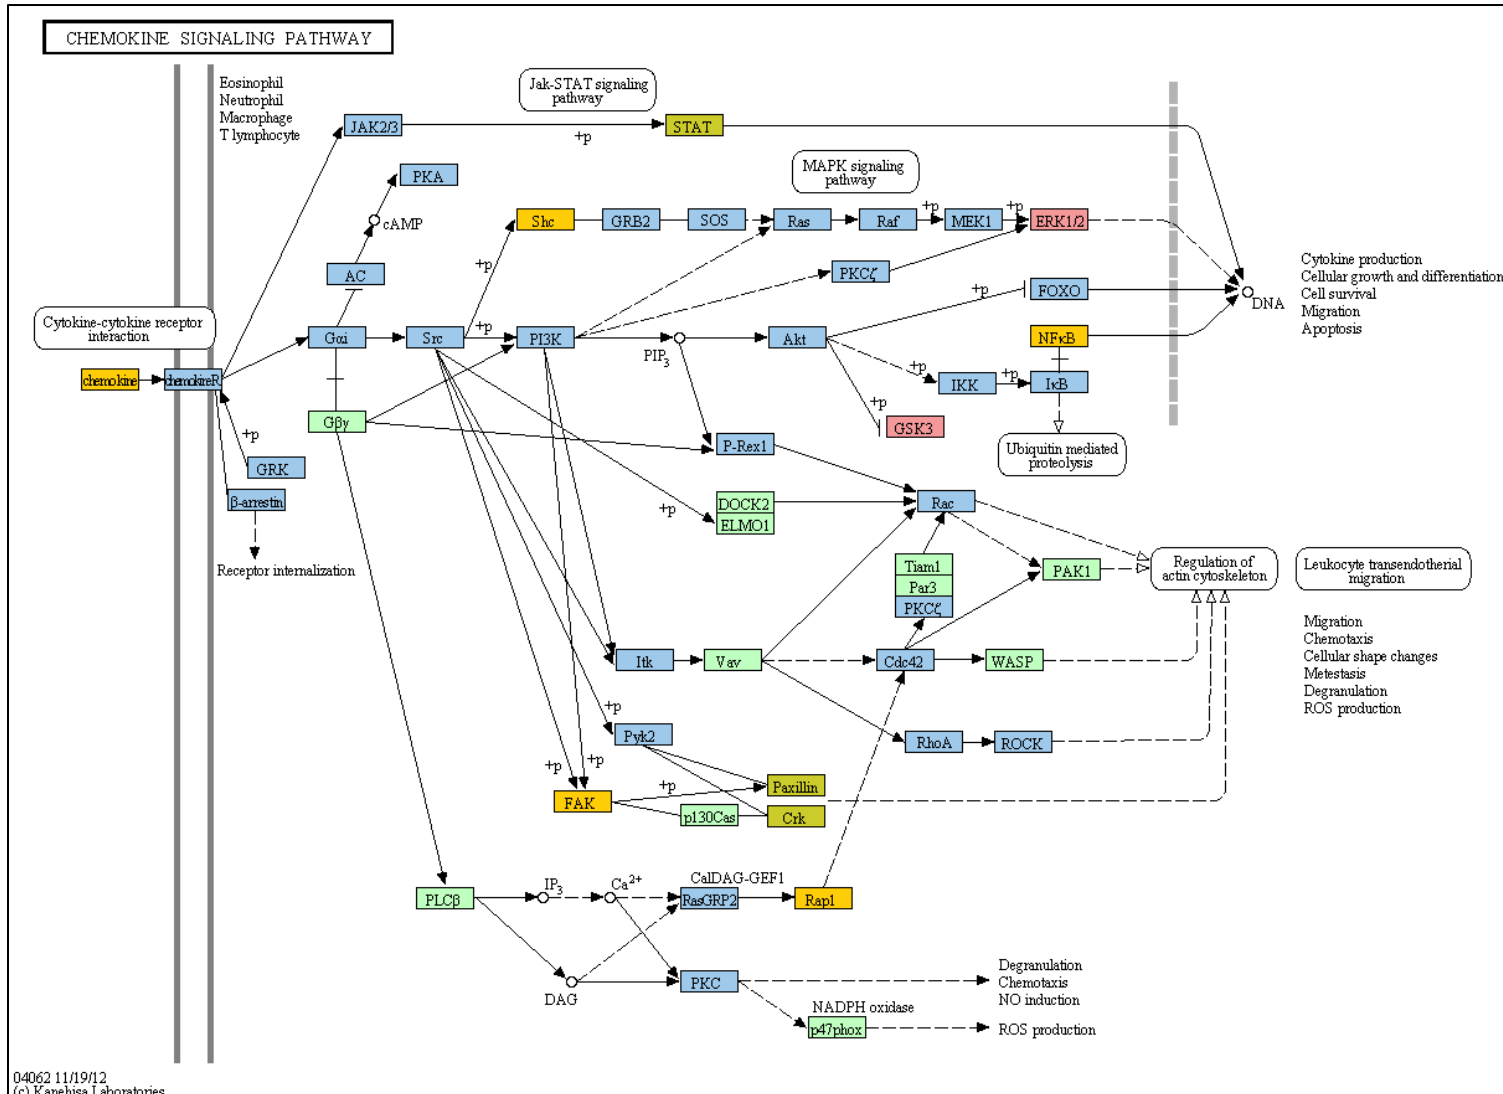 CHEMOKINE SIGNALING PATHWAY
Eosinophil
Neutrophil
Macrophage
T lymphocyte
Jak-STAT signaling
pathway
JAK2/3
+p
STAT
PKA
cAMP
AC
MAPK signaling
pathway
Shc
GRB2
SOS
Ras
Raf
+p
MEK1
+p
ERK1/2
+p
PKCζ
+p
FOXO
DNA
Cytokine production
Cellular growth and differentiation
Cell survival
Migration
Apoptosis
Cytokine-cytokine receptor
interaction
Gαi
Src
+p
PI3K
PIP3
Akt
NFκB
chemokine
chemokineR
IKK
+p
IκB
+p
GSK3
Gβγ
+p
GRK
β-arrestin
Receptor internalization
P-Rex1
Ubiquitin mediated
proteolysis
+p
DOCK2
ELMO1
Rac
Tiam1
Par3
PKCζ
PAK1
Regulation of
actin cytoskeleton
Leukocyte transendotherial
migration
Itk
Vav
Cdc42
WASP
Migration
Chemotaxis
Cellular shape changes
Metestasis
Degranulation
ROS production
+p
Pyk2
RhoA
ROCK
+p
+p
FAK
+p
Paxillin
p130Cas
Crk
PLCβ
IP3
Ca2+
CalDAG-GEF1
RasGRP2
Rap1
DAG
PKC
Degranulation
Chemotaxis
NO induction
NADPH oxidase
p47phox
ROS production
04062 11/19/12
(c) Kanehisa Laboratories